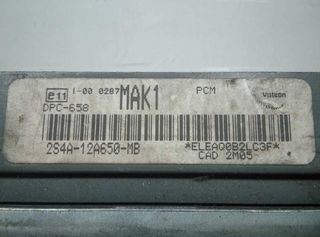 e11 1-00 0287 MAK1 PCM Visteon
DPC-658
2S4A-12A650-MB *ELEAQ0B2LC3F*
CAD 2M05